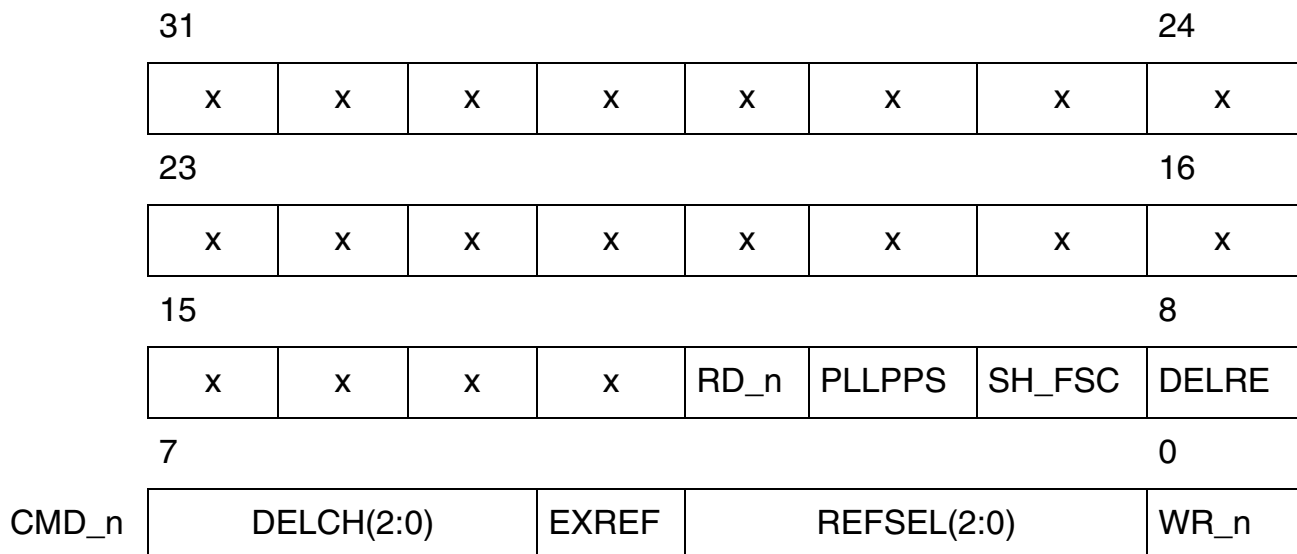 31 24
x x x x x x x x
23 16
x x x x x x x x
15 8
x x x x RD_n PLLPPS SH_FSC DELRE
7 0
CMD_n DELCH(2:0) EXREF REFSEL(2:0) WR_n